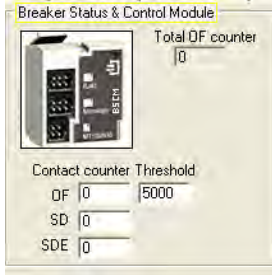 Breaker Status & Control Module
Total OF counter
0
BSCM
Contact counter Threshold
OF 0 5000
SD 0
SDE 0